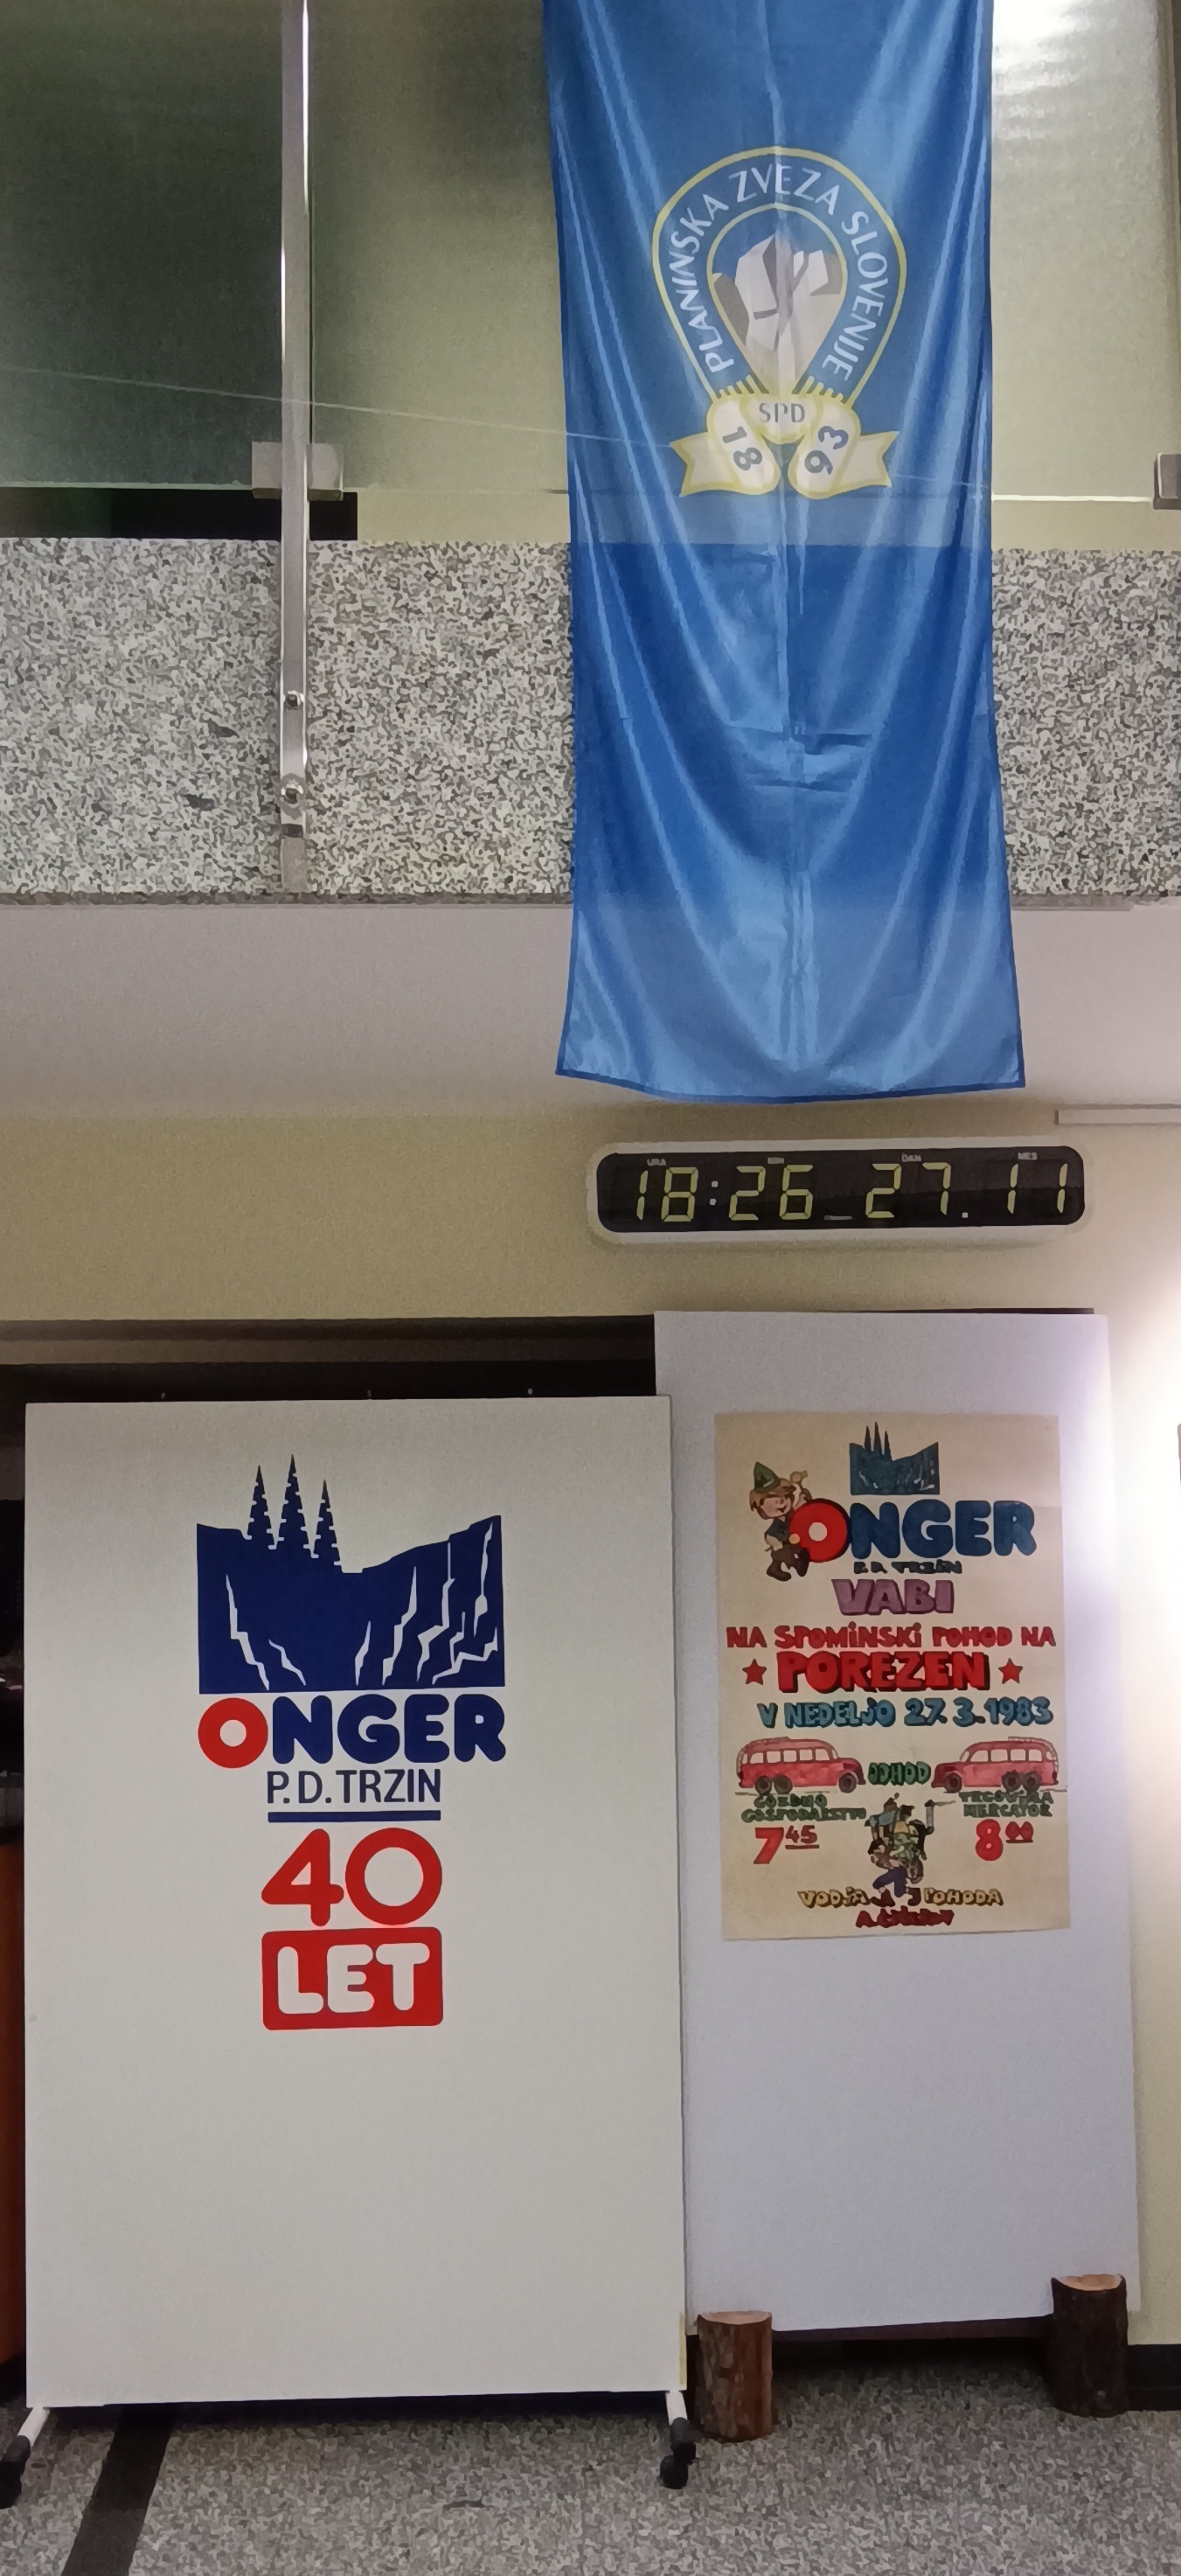 PLANINSKA ZVEZA SLOVENIJE
SPD
18 93
URA MIN DAN MES
18:26 27.11
ONGER
P.D. TRZIN
40
LET
ONGER
P.D. TRZIN
VABI
NA SPOMiNSKi POHOD NA
POREZEN
V NEDELJO 27.3.1983
ODHOD
GOZDNO
GOSPODARSTVO
7 45
TRGOVINA
MERCATOR
8 00
VODJA POHODA